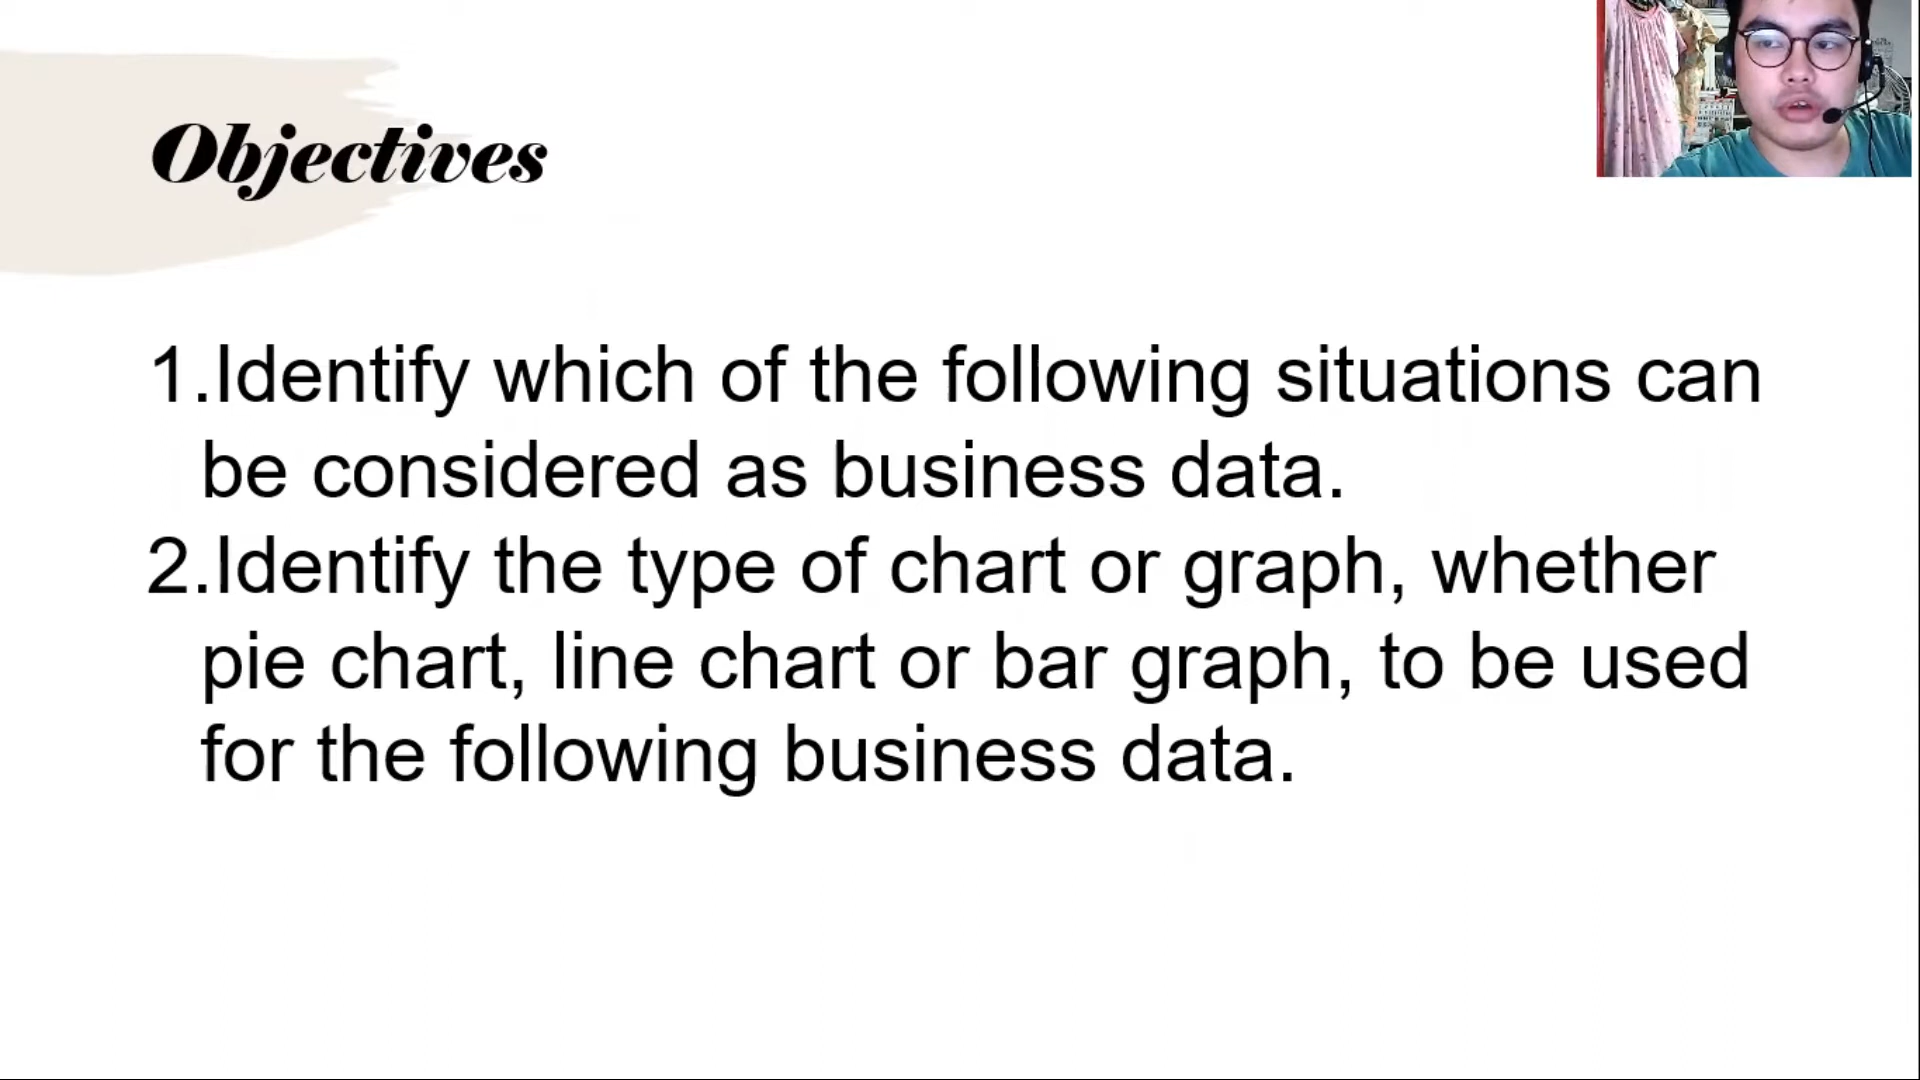 Objectives
1.Identify which of the following situations can
be considered as business data.
2.Identify the type of chart or graph, whether
pie chart, line chart or bar graph, to be used
for the following business data.